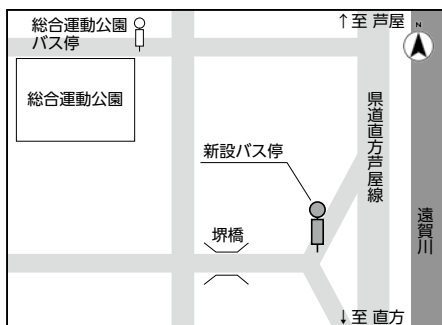 総合運動公園
バス停
↑至 芦屋
N
総合運動公園
県道直方芦屋線
新設バス停
遠賀川
堺橋
↓至 直方